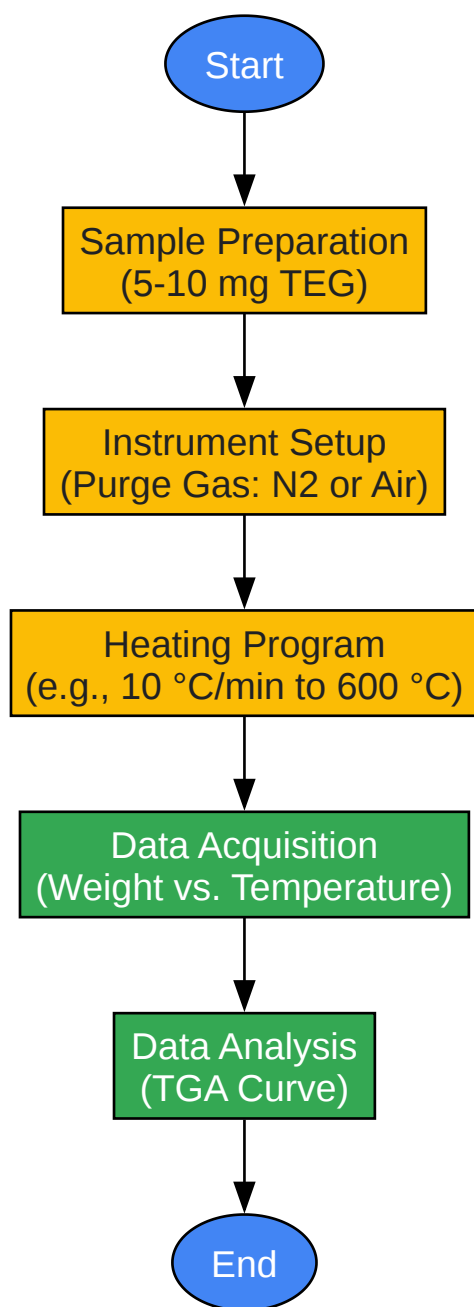 Start
Sample Preparation
(5-10 mg TEG)
Instrument Setup
(Purge Gas: N2 or Air)
Heating Program
(e.g., 10 °C/min to 600 °C)
Data Acquisition
(Weight vs. Temperature)
Data Analysis
(TGA Curve)
End